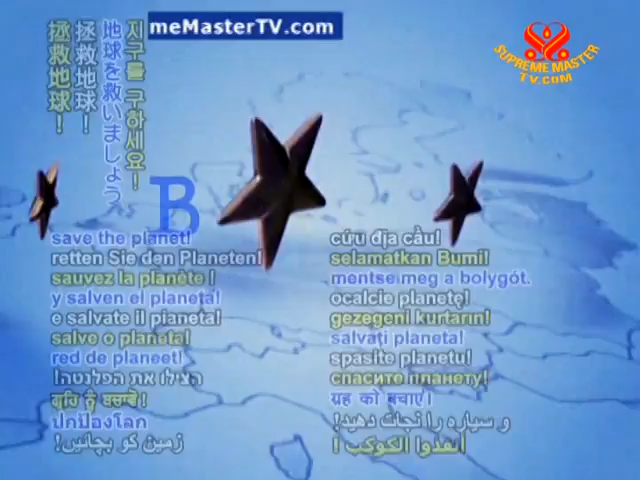 meMasterTV.com
SUPREME MASTER
TV.COM
拯救地球！
拯救地球！
地球を救いましょう
지구를 구하세요!
B
save the planet!
retten Sie den Planeten!
sauvez la planète !
y salven el planeta!
e salvate il pianeta!
salve o planeta!
red de planeet!
הצילו את הפלנטה!
ਗ੍ਰਹਿ ਨੂੰ ਬਚਾਵੋ!
ปกป้องโลก
زمین کو بچائیں!
cứu địa cầu!
selamatkan Bumi!
mentse meg a bolygót.
ocalcie planetę!
gezegeni kurtarın!
salvaţi planeta!
spasite planetu!
спасите планету!
ग्रह को बचाएं।
و سیاره را نجات دهید!
أنقذوا الكوكب !